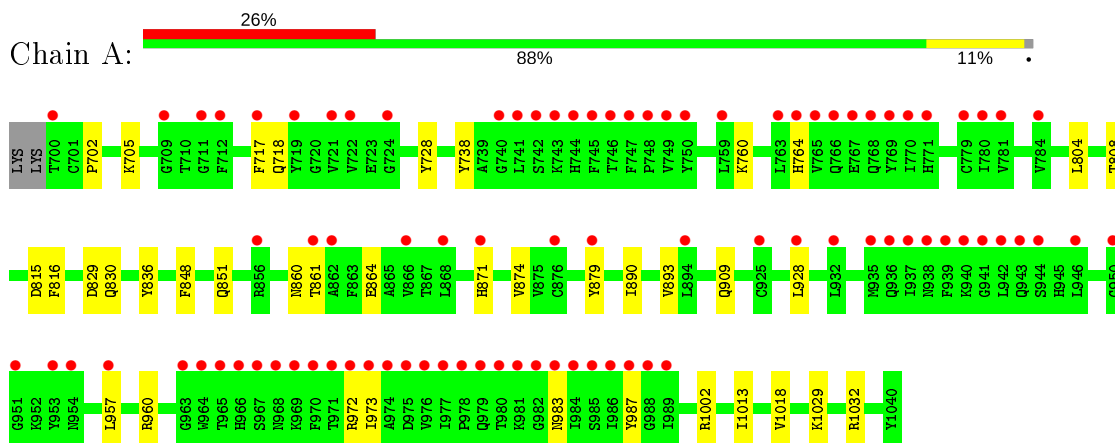 26%
Chain A:
88% 11% •
LYS LYS T700 C701 P702 K705 G709 T710 G711 F712 F717 Q718 Y719 G720 V721 V722 E723 G724 Y728 Y738 A739 G740 L741 S742 K743 H744 F745 T746 F747 P748 V749 Y750 L759 K760 L763 H764 V765 Q766 E767 Q768 Y769 I770 H771 C779 I780 V781 V784 L804 T808
D815 F816 D829 Q830 Y836 F848 Q851 R856 N860 T861 A862 F863 E864 A865 V866 T867 L868 H871 V874 V875 C876 Y879 I890 V893 L894 Q909 C925 L928 L932 M935 Q936 I937 N938 F939 K940 G941 L942 Q943 S944 H945 L946 C950
G951 K952 Y953 N954 L957 R960 G963 W964 I965 H966 S967 N968 K969 F970 T971 R972 I973 A974 D975 V976 I977 P978 Q979 T980 K981 G982 N983 I984 S985 I986 Y987 G988 I989 R1002 I1013 V1018 K1029 R1032 Y1040